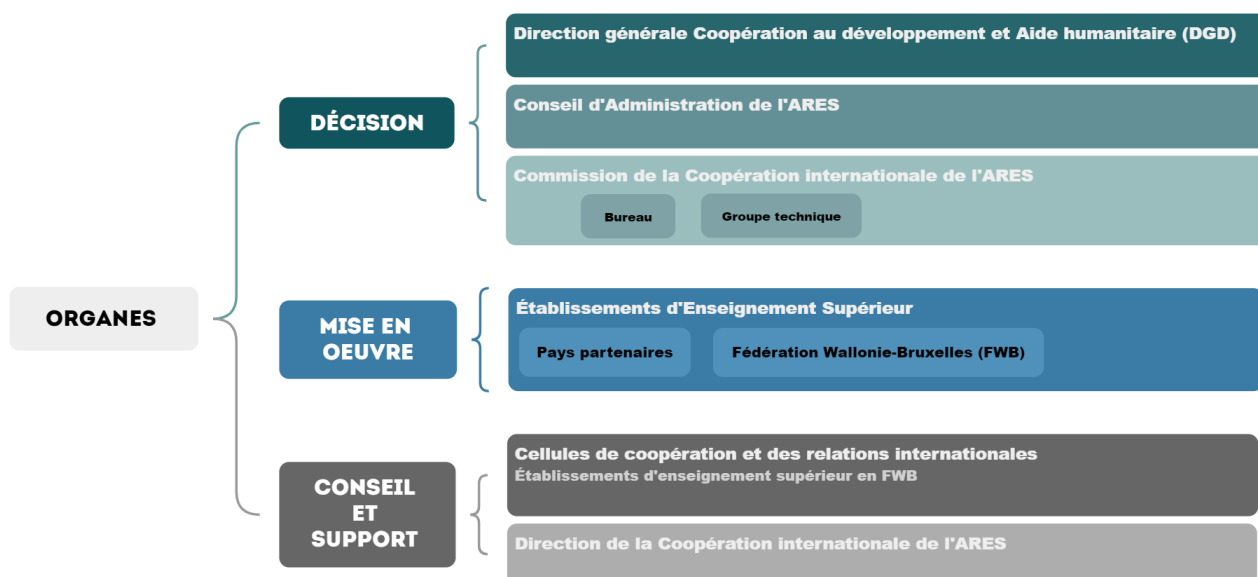 ORGANES
DÉCISION
Direction générale Coopération au développement et Aide humanitaire (DGD)
Conseil d'Administration de l'ARES
Commission de la Coopération internationale de l'ARES
Bureau
Groupe technique
MISE EN
OEUVRE
Établissements d'Enseignement Supérieur
Pays partenaires
Fédération Wallonie-Bruxelles (FWB)
CONSEIL
ET
SUPPORT
Cellules de coopération et des relations internationales
Établissements d'enseignement supérieur en FWB
Direction de la Coopération internationale de l'ARES